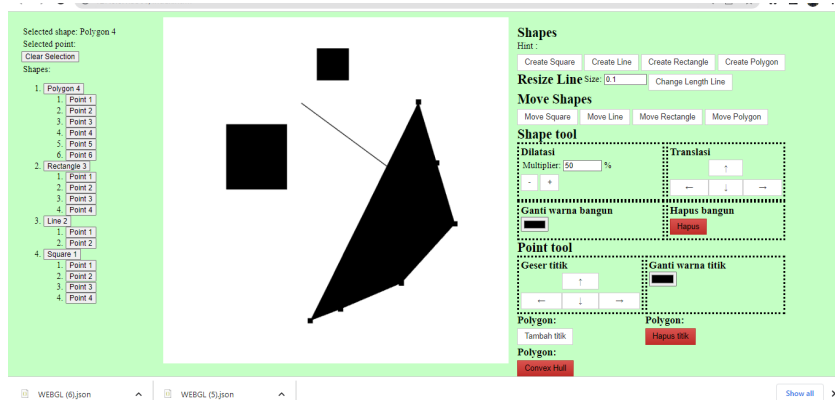 Selected shape: Polygon 4
Selected point:
Clear Selection
Shapes:
1. Polygon 4
1. Point 1
2. Point 2
3. Point 3
4. Point 4
5. Point 5
6. Point 6
2. Rectangle 3
1. Point 1
2. Point 2
3. Point 3
4. Point 4
3. Line 2
1. Point 1
2. Point 2
4. Square 1
1. Point 1
2. Point 2
3. Point 3
4. Point 4
Shapes
Hint :
Create Square Create Line Create Rectangle Create Polygon
Resize Line Size: 0.1 Change Length Line
Move Shapes
Move Square Move Line Move Rectangle Move Polygon
Shape tool
Dilatasi
Multiplier: 50 %
- +
Translasi
↑
← ↓ →
Ganti warna bangun
Hapus bangun
Hapus
Point tool
Geser titik
↑
← ↓ →
Ganti warna titik
Polygon:
Tambah titik
Polygon:
Hapus titik
Polygon:
Convex Hull
WEBGL (6).json
WEBGL (5).json
Show all